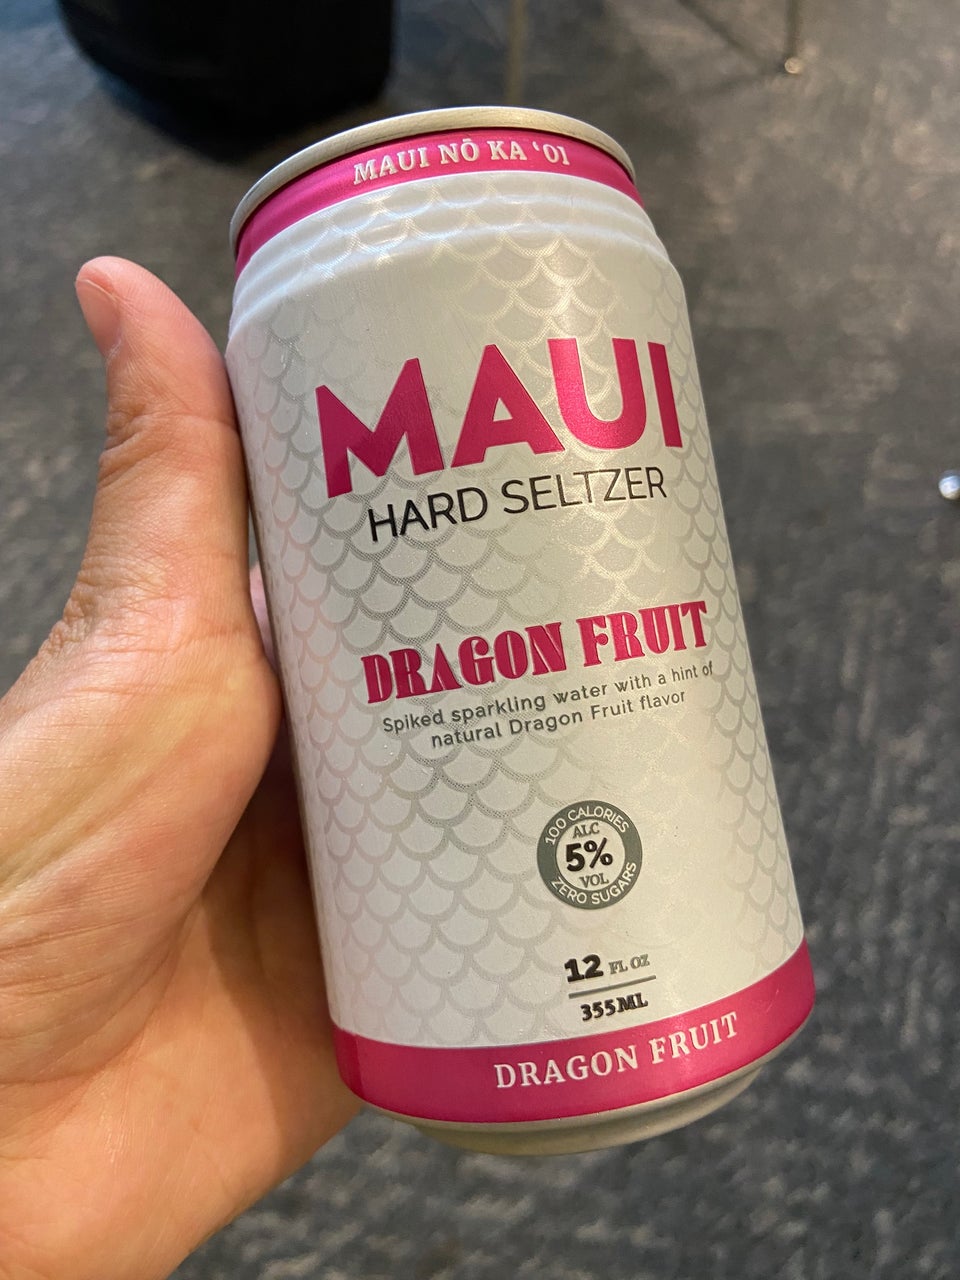 MAUI NŌ KA ‘OI
MAUI
HARD SELTZER
DRAGON FRUIT
Spiked sparkling water with a hint of
natural Dragon Fruit flavor
100 CALORIES
ALC
5%
VOL
ZERO SUGARS
12 FL OZ
355ML
DRAGON FRUIT